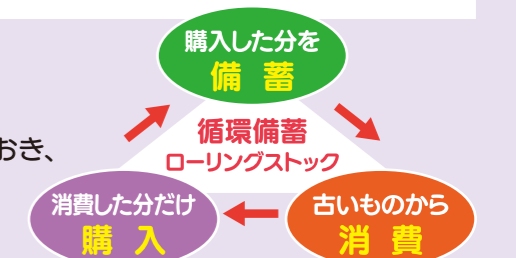 購入した分を
備蓄
おき、
循環備蓄
ローリングストック
消費した分だけ
購入
古いものから
消費